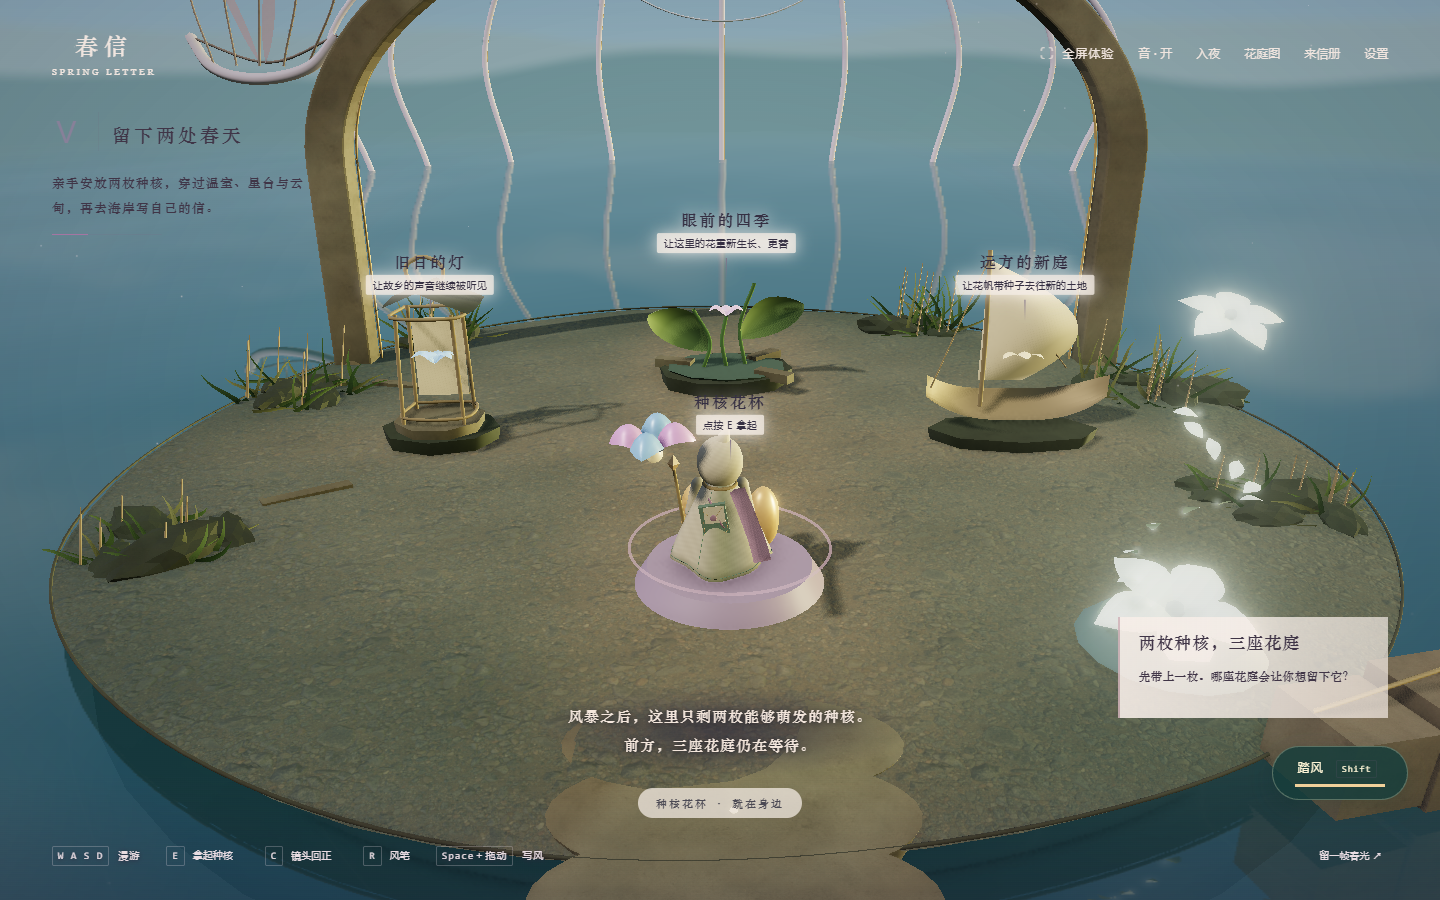 春信
SPRING LETTER
全屏体验 音·开 入夜 花庭图 来信册 设置
V 留下两处春天
亲手安放两枚种核，穿过温室、星台与云
甸，再去海岸写自己的信。
眼前的四季
让这里的花重新生长、更替
旧日的灯
让故乡的声音继续被听见
远方的新庭
让花帆带种子去往新的土地
种核花杯
点按 E 拿起
两枚种核，三座花庭
先带上一枚。哪座花庭会让你想留下它？
风暴之后，这里只剩两枚能够萌发的种核。
前方，三座花庭仍在等待。
踏风 Shift
种核花杯 · 就在身边
W A S D 漫游 E 拿起种核 C 镜头回正 R 风笔 Space + 拖动 写风
留一帧春光 ↗